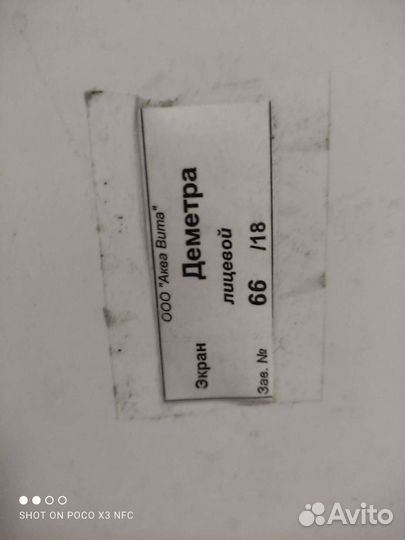 ООО "Аква Вита"
Экран Деметра
лицевой
Зав. № 66 /18
SHOT ON POCO X3 NFC
Avito